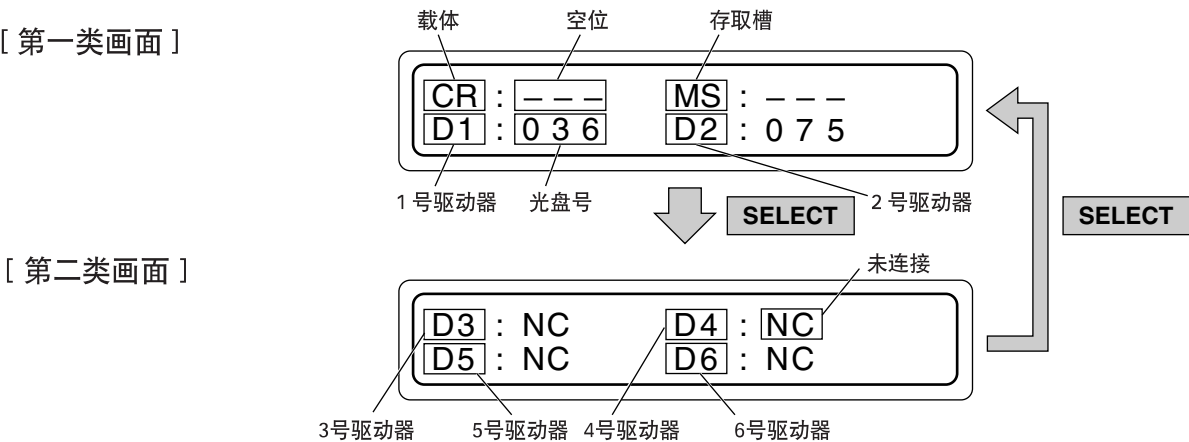 载体 空位 存取槽
[ 第一类画面 ]
CR : – – – MS : – – –
D1 : 0 3 6 D2 : 0 7 5
1 号驱动器 光盘号 2 号驱动器
SELECT SELECT
[ 第二类画面 ] 未连接
D3 : NC D4 : NC
D5 : NC D6 : NC
3号驱动器 5号驱动器 4号驱动器 6号驱动器